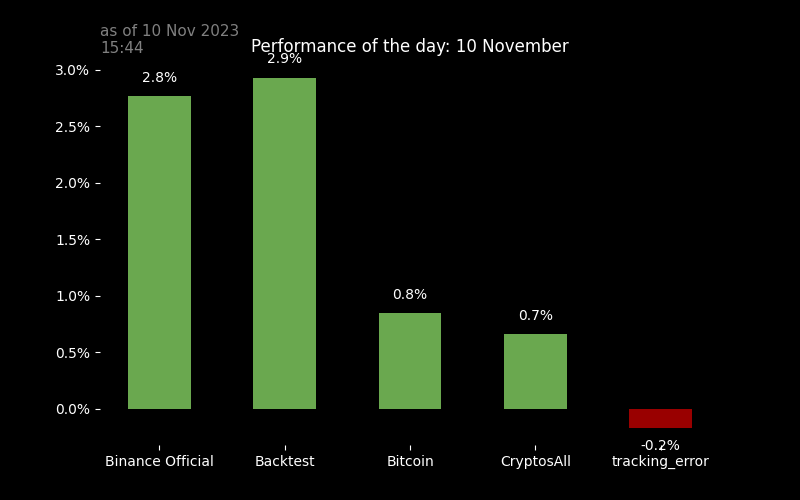 as of 10 Nov 2023
15:44
Performance of the day: 10 November
3.0%
2.5%
2.0%
1.5%
1.0%
0.5%
0.0%
2.8%
2.9%
0.8%
0.7%
-0.2%
Binance Official
Backtest
Bitcoin
CryptosAll
tracking_error